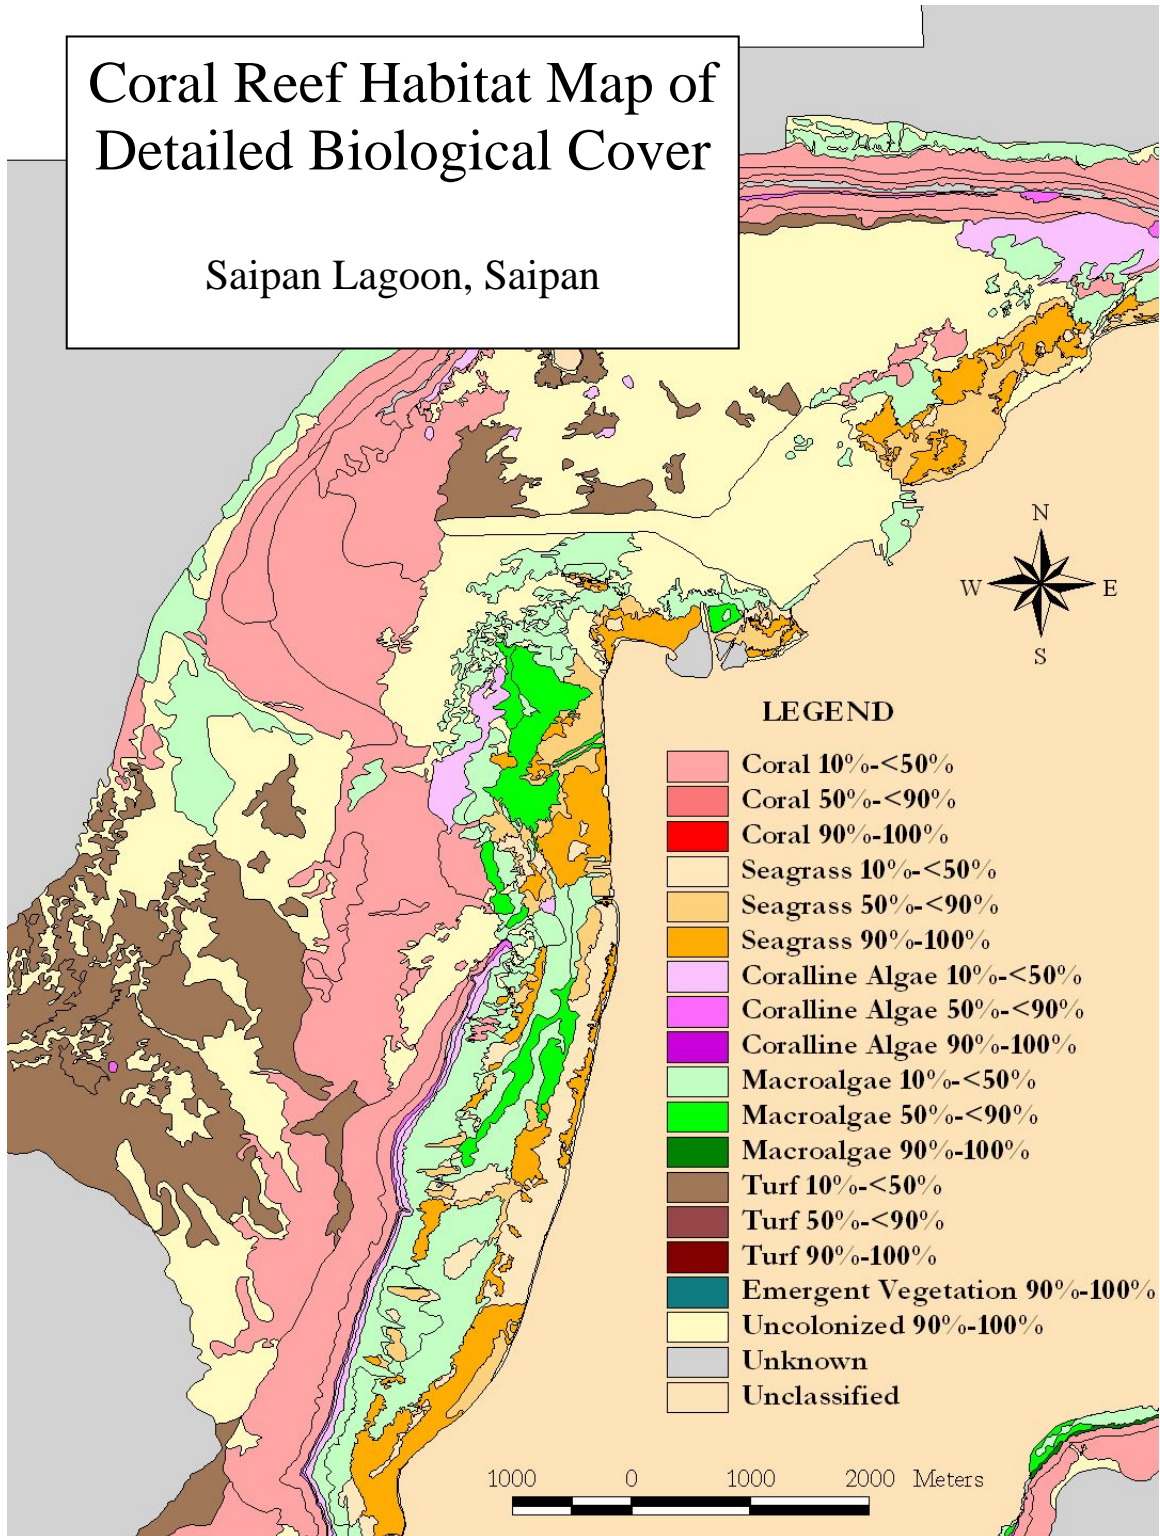 Coral Reef Habitat Map of
Detailed Biological Cover
Saipan Lagoon, Saipan
N
W
E
S
LEGEND
Coral 10%-<50%
Coral 50%-<90%
Coral 90%-100%
Seagrass 10%-<50%
Seagrass 50%-<90%
Seagrass 90%-100%
Coralline Algae 10%-<50%
Coralline Algae 50%-<90%
Coralline Algae 90%-100%
Macroalgae 10%-<50%
Macroalgae 50%-<90%
Macroalgae 90%-100%
Turf 10%-<50%
Turf 50%-<90%
Turf 90%-100%
Emergent Vegetation 90%-100%
Uncolonized 90%-100%
Unknown
Unclassified
1000 0 1000 2000 Meters